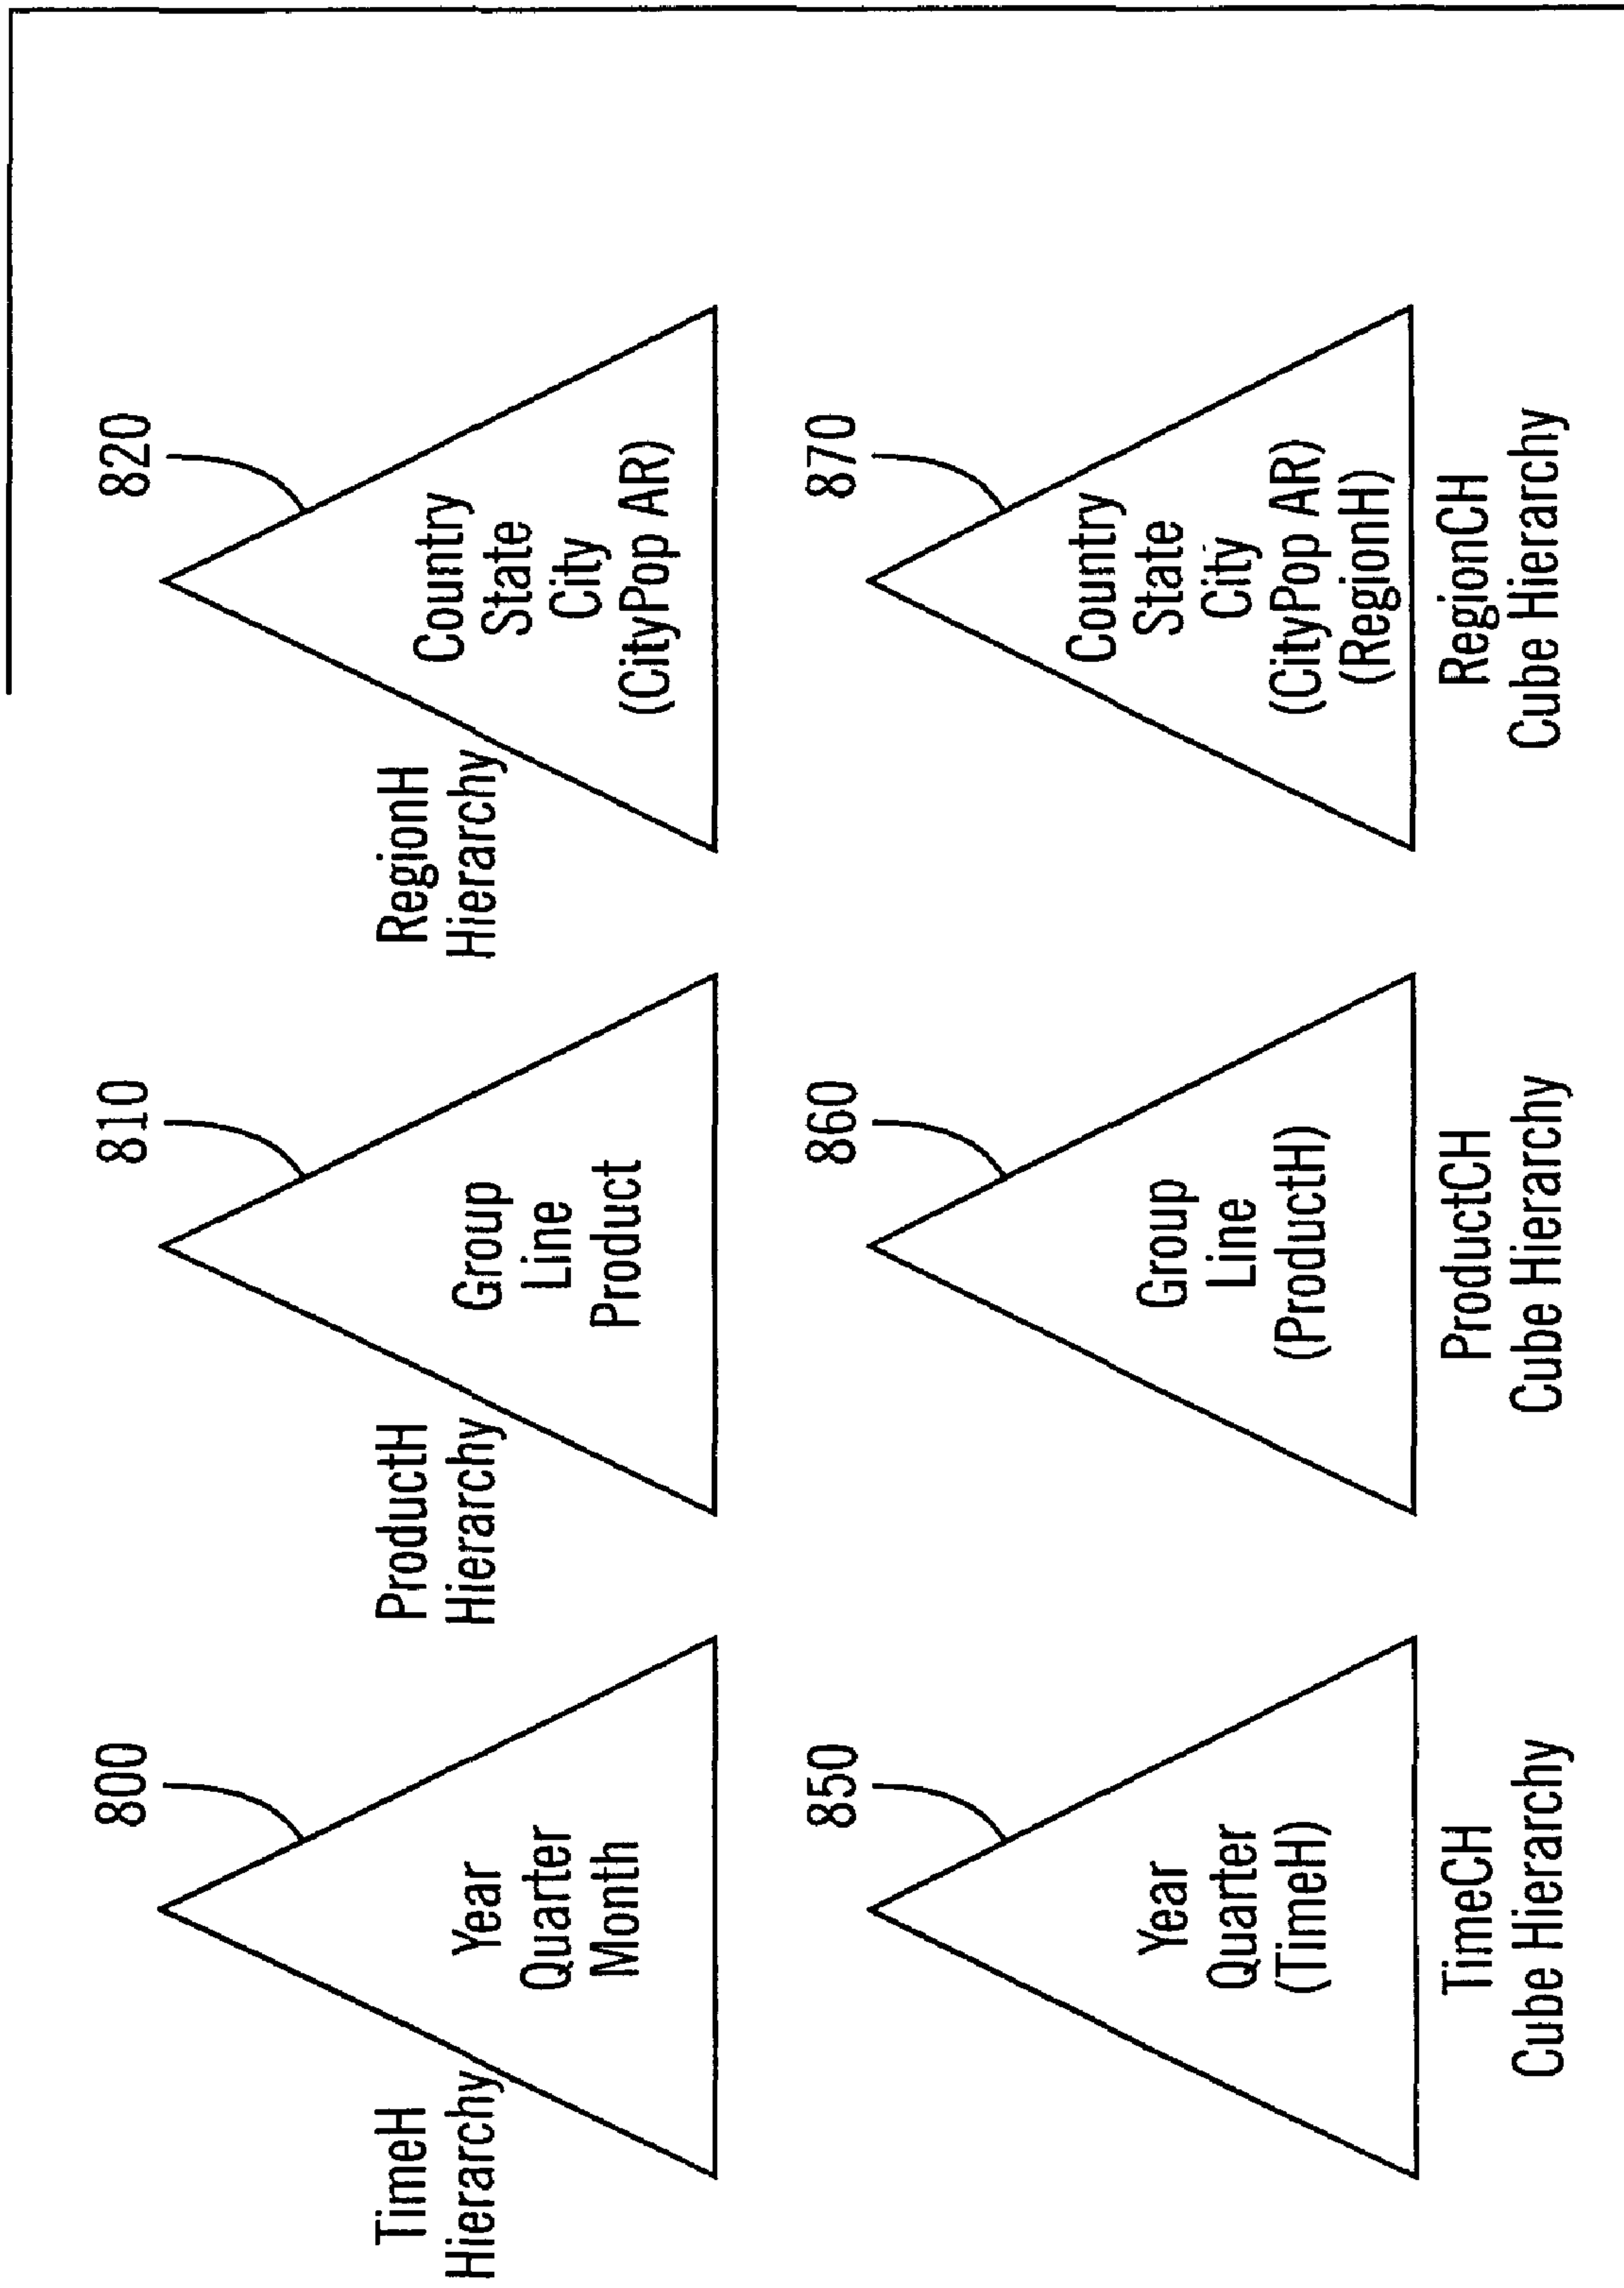 800
TimeH
Hierarchy
Year
Quarter
Month
810
ProductH
Hierarchy
Group
Line
Product
820
RegionH
Hierarchy
Country
State
City
(CityPop AR)
850
Year
Quarter
(TimeH)
TimeCH
Cube Hierarchy
860
Group
Line
(ProductH)
ProductCH
Cube Hierarchy
870
Country
State
City
(CityPop AR)
(RegionH)
RegionCH
Cube Hierarchy